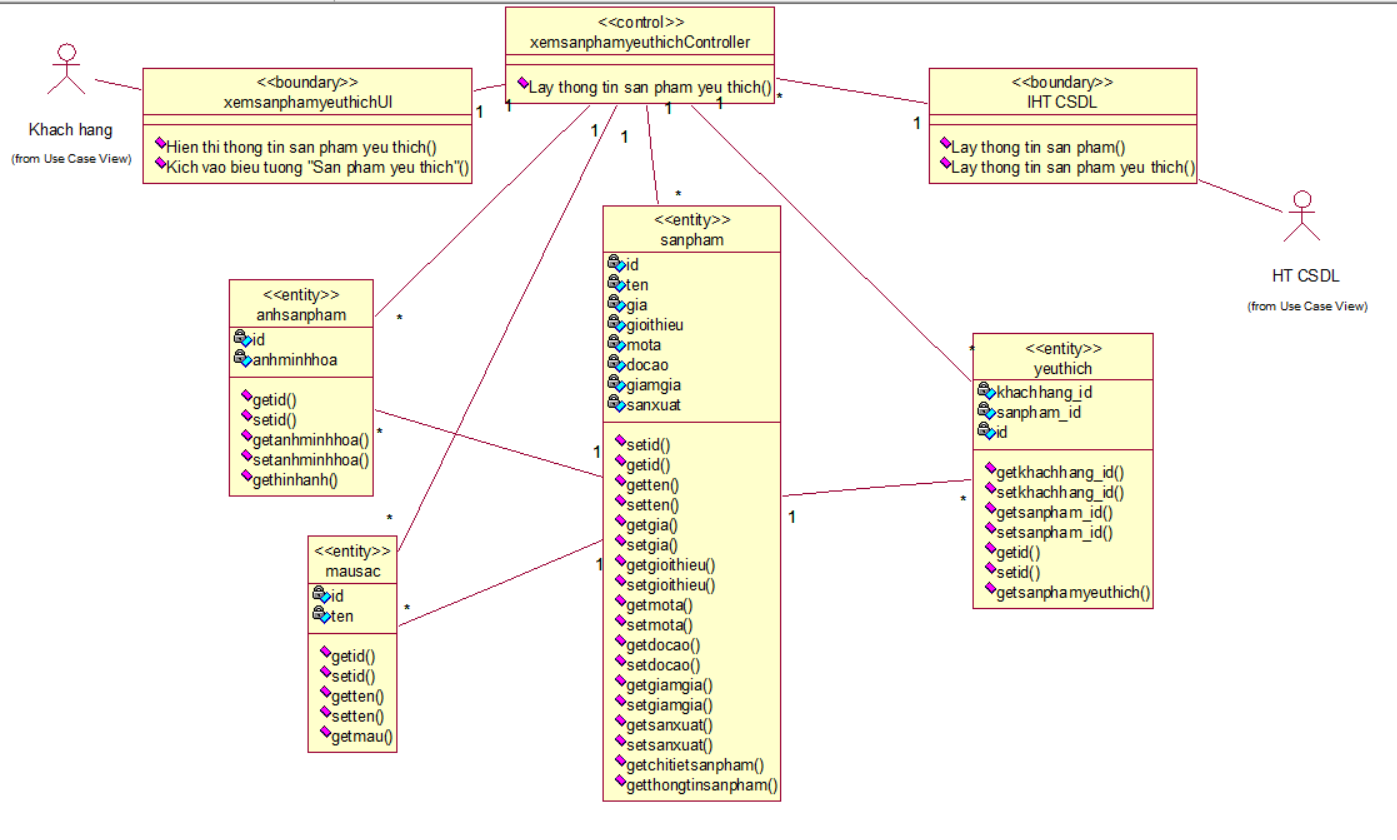 <<control>>
xemsanphamyeuthichController
Lay thong tin san pham yeu thich()
Khach hang
(from Use Case View)
<<boundary>>
xemsanphamyeuthichUI
Hien thi thong tin san pham yeu thich()
Kich vao bieu tuong "San pham yeu thich"()
1
1
1
1
1
1
*
1
<<boundary>>
IHT CSDL
Lay thong tin san pham()
Lay thong tin san pham yeu thich()
HT CSDL
(from Use Case View)
*
<<entity>>
sanpham
id
ten
gia
gioithieu
mota
docao
giamgia
sanxuat
setid()
getid()
getten()
setten()
getgia()
setgia()
getgioithieu()
setgioithieu()
getmota()
setmota()
getdocao()
setdocao()
getgiamgia()
setgiamgia()
getsanxuat()
setsanxuat()
getchitietsanpham()
getthongtinsanpham()
<<entity>>
anhsanpham
id
anhminhhoa
getid()
setid()
getanhminhhoa()
setanhminhhoa()
gethinhanh()
*
*
1
<<entity>>
mausac
id
ten
getid()
setid()
getten()
setten()
getmau()
*
*
1
*
<<entity>>
yeuthich
khachhang_id
sanpham_id
id
getkhachhang_id()
setkhachhang_id()
getsanpham_id()
setsanpham_id()
getid()
setid()
getsanphamyeuthich()
1
*